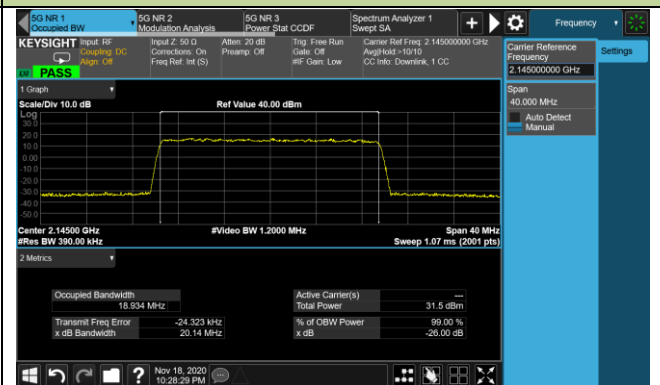 5G NR 1
Occupied BW
5G NR 2
Modulation Analysis
5G NR 3
Power Stat CCDF
Spectrum Analyzer 1
Swept SA
Frequency
KEYSIGHT
Input: RF
Coupling: DC
Align: Off
Input Z: 50 Ω
Corrections: On
Freq Ref: Int (S)
Atten: 20 dB
Preamp: Off
Trig: Free Run
Gate: Off
#IF Gain: Low
Carrier Ref Freq: 2.145000000 GHz
Avg|Hold:>10/10
CC Info: Downlink, 1 CC
PASS
Carrier Reference
Frequency
2.145000000 GHz
Settings
Span
40.000 MHz
Auto Detect
Manual
1 Graph
Scale/Div 10.0 dB
Ref Value 40.00 dBm
Log
30.0
20.0
10.0
0.00
-10.0
-20.0
-30.0
-40.0
-50.0
Center 2.14500 GHz
#Video BW 1.2000 MHz
Span 40 MHz
#Res BW 390.00 kHz
Sweep 1.07 ms (2001 pts)
2 Metrics
Occupied Bandwidth
18.934 MHz
Active Carrier(s)
---
Total Power
31.5 dBm
Transmit Freq Error
-24.323 kHz
x dB Bandwidth
20.14 MHz
% of OBW Power
99.00 %
x dB
-26.00 dB
Nov 18, 2020
10:28:29 PM